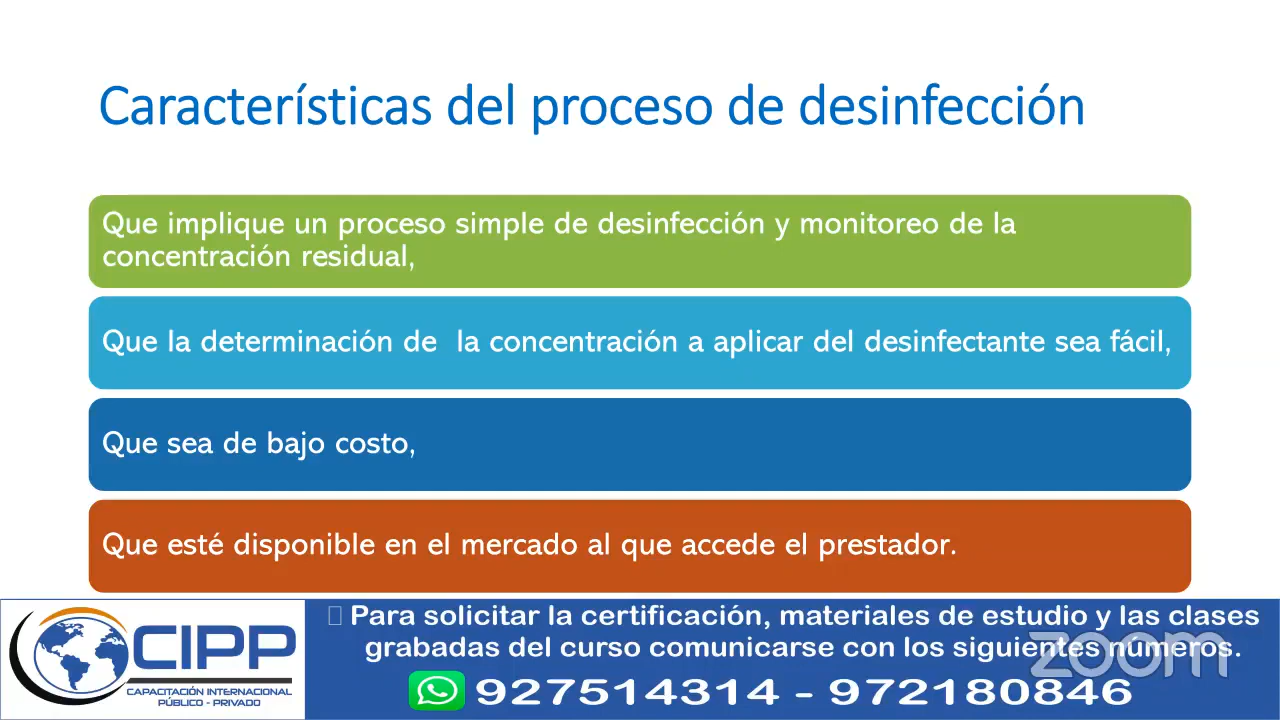 Características del proceso de desinfección
Que implique un proceso simple de desinfección y monitoreo de la
concentración residual,
Que la determinación de la concentración a aplicar del desinfectante sea fácil,
Que sea de bajo costo,
Que esté disponible en el mercado al que accede el prestador.
CIPP
CAPACITACIÓN INTERNACIONAL
PÚBLICO - PRIVADO
Para solicitar la certificación, materiales de estudio y las clases
grabadas del curso comunicarse con los siguientes números.
zoom
927514314 - 972180846